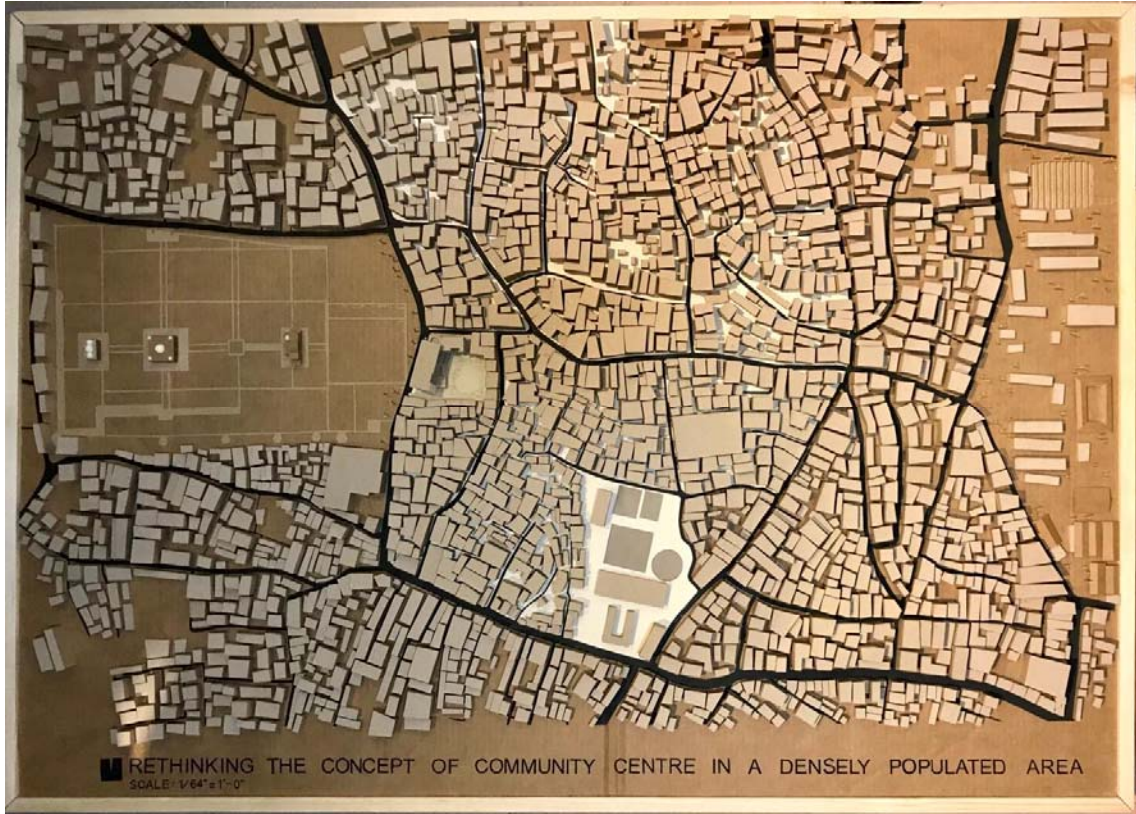 RETHINKING THE CONCEPT OF COMMUNITY CENTRE IN A DENSELY POPULATED AREA
SCALE: 1/64"=1'-0"